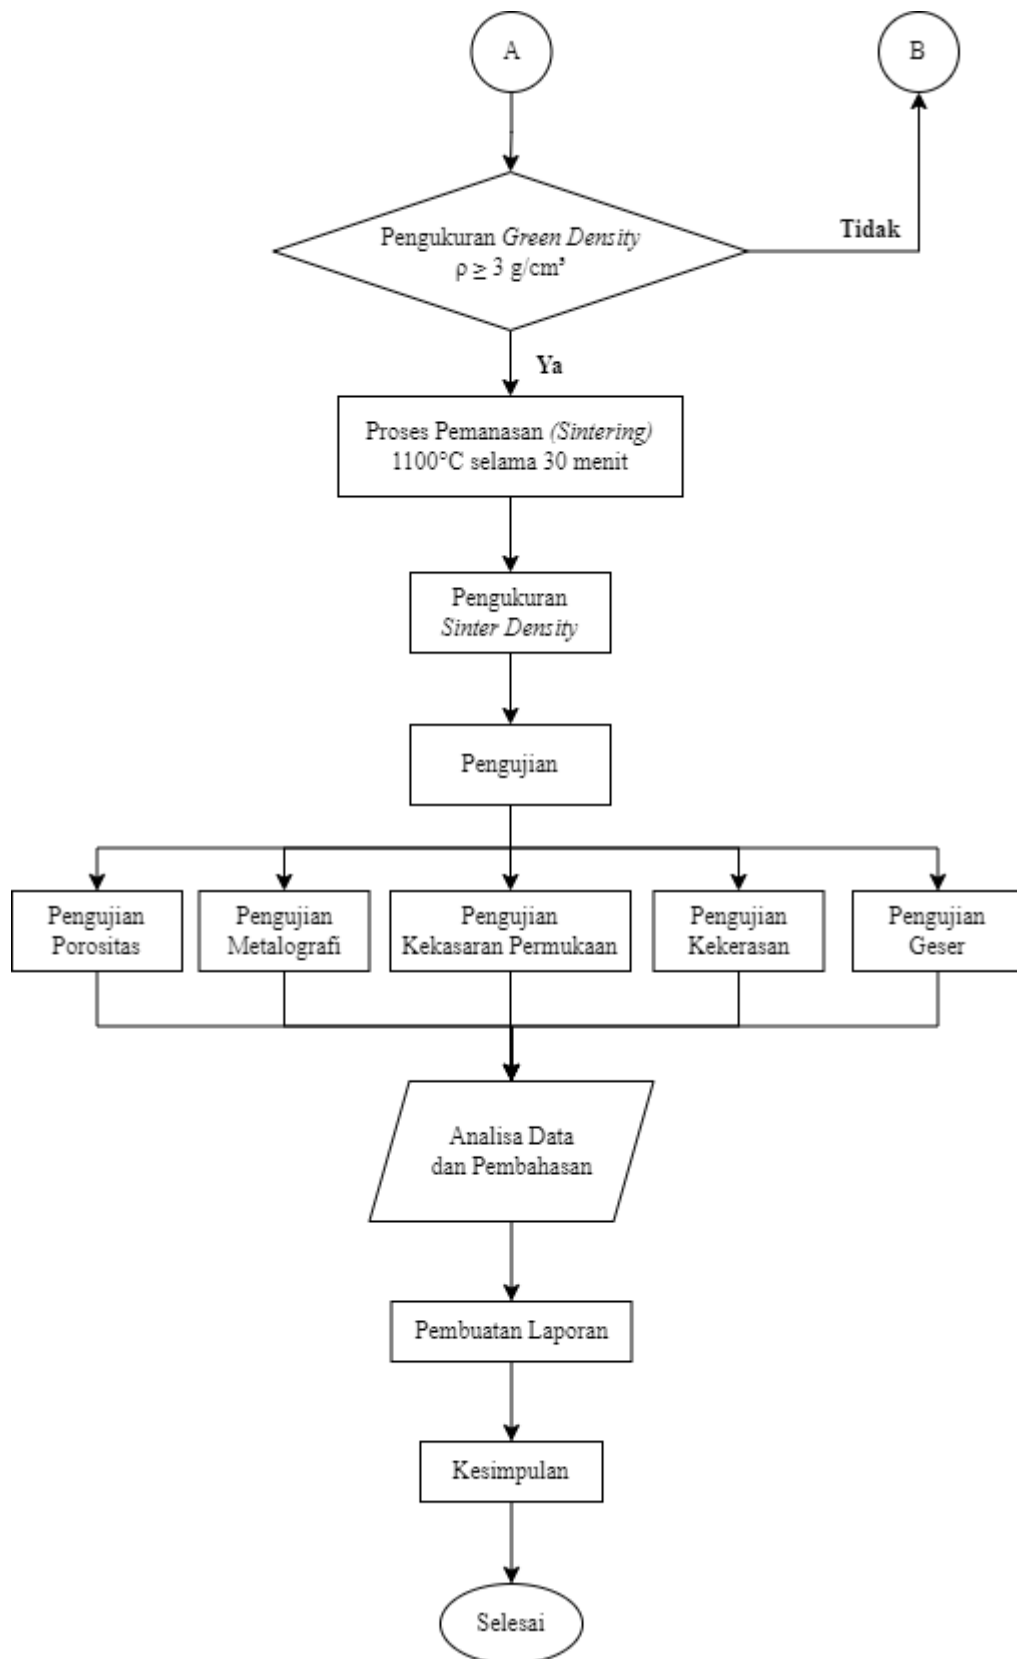 A
B
Pengukuran Green Density
ρ ≥ 3 g/cm³
Tidak
Ya
Proses Pemanasan (Sintering)
1100°C selama 30 menit
Pengukuran
Sinter Density
Pengujian
Pengujian
Porositas
Pengujian
Metalografi
Pengujian
Kekasaran Permukaan
Pengujian
Kekerasan
Pengujian
Geser
Analisa Data
dan Pembahasan
Pembuatan Laporan
Kesimpulan
Selesai